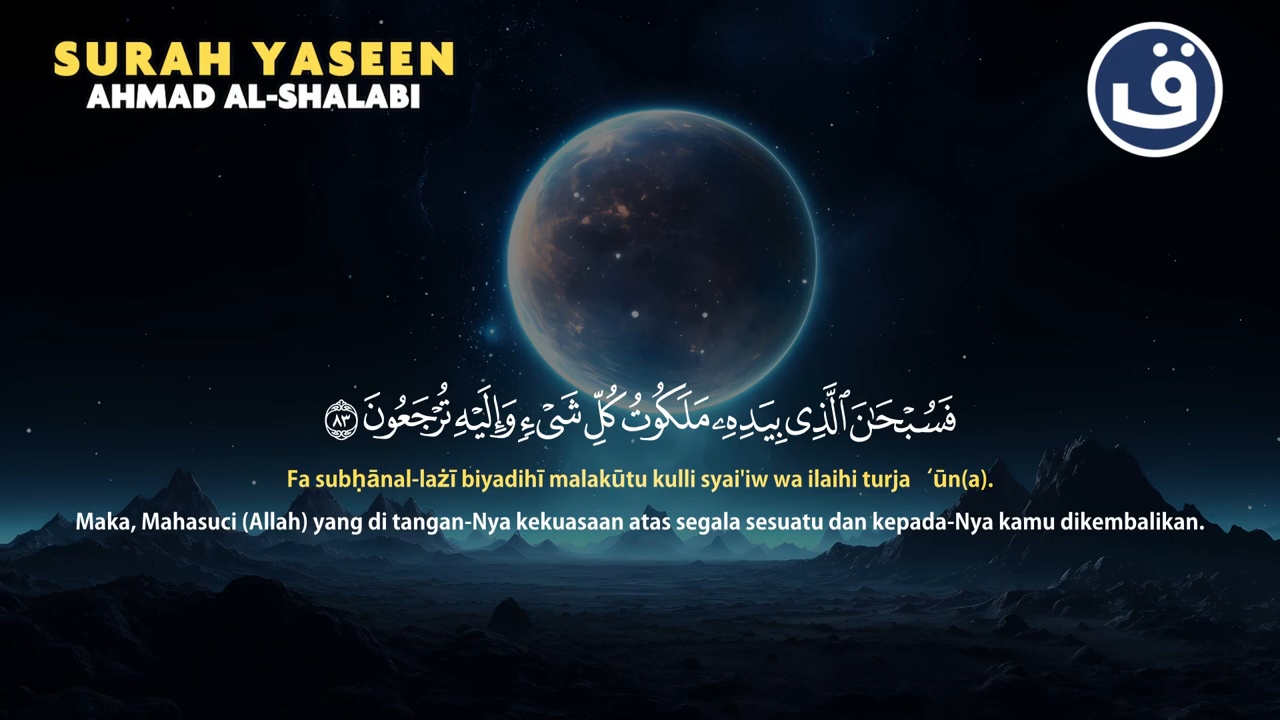 SURAH YASEEN
AHMAD AL-SHALABI
ق
فَسُبْحَـٰنَ ٱلَّذِى بِيَدِهِۦ مَلَكُوتُ كُلِّ شَىْءٍ وَإِلَيْهِ تُرْجَعُونَ ٨٣
Fa subḥānal-lażī biyadihī malakūtu kulli syai'iw wa ilaihi turja ‘ūn(a).
Maka, Mahasuci (Allah) yang di tangan-Nya kekuasaan atas segala sesuatu dan kepada-Nya kamu dikembalikan.